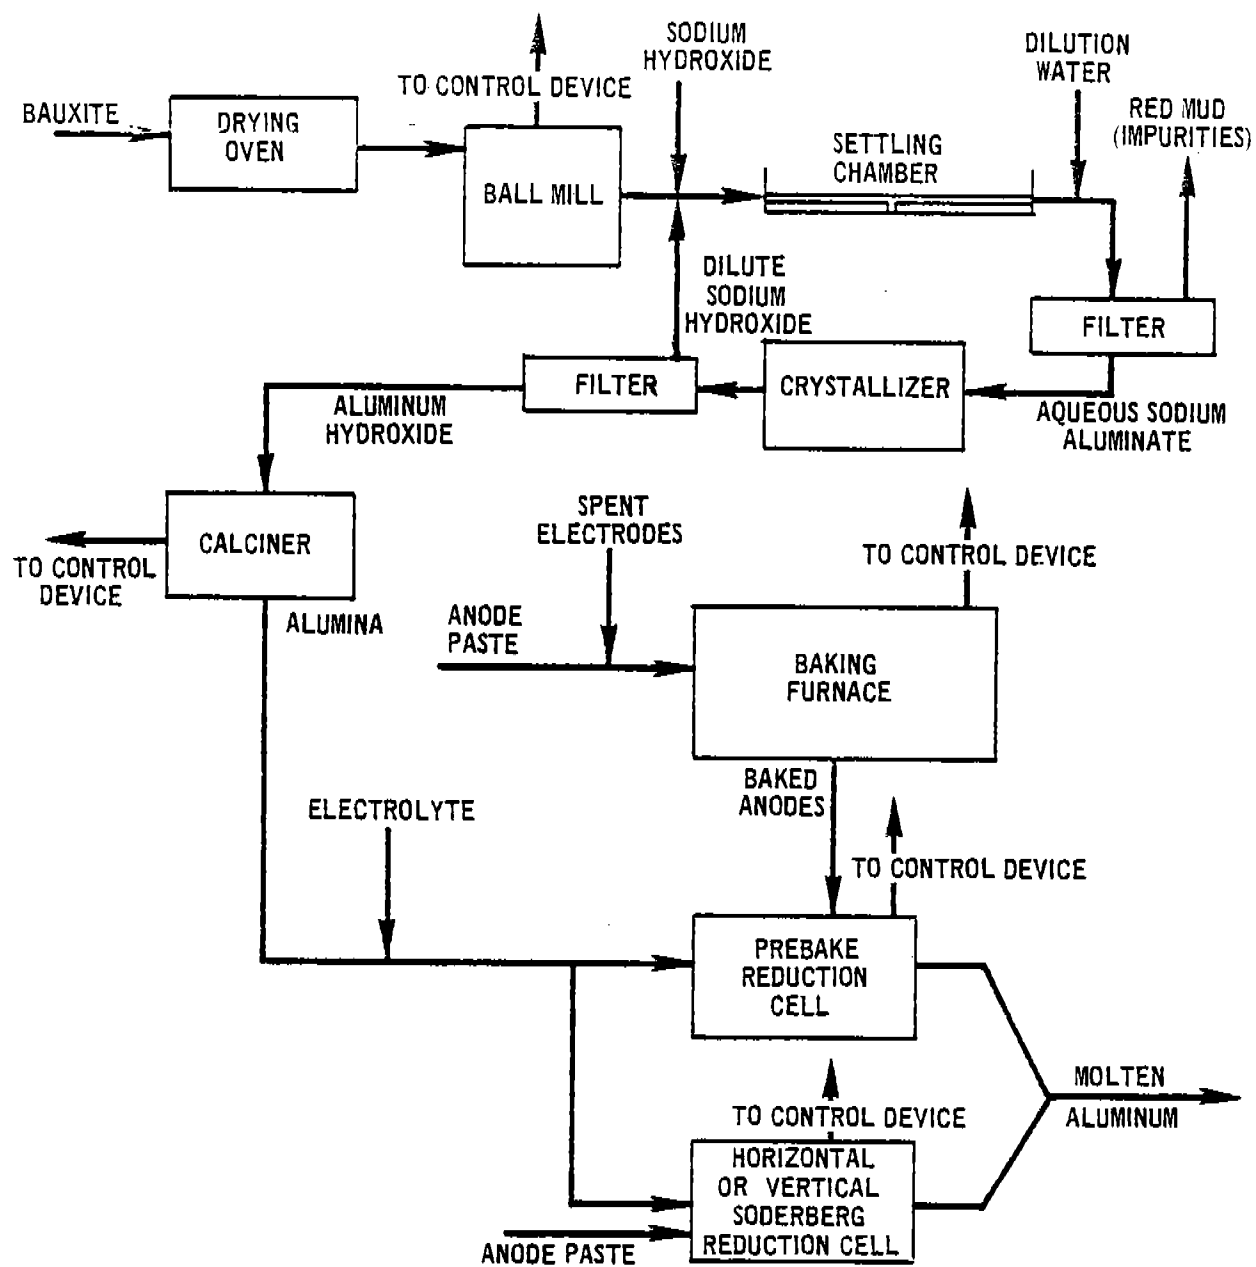 SODIUM
HYDROXIDE
DILUTION
WATER
TO CONTROL DEVICE
BAUXITE
DRYING
OVEN
RED MUD
(IMPURITIES)
SETTLING
CHAMBER
BALL MILL
DILUTE
SODIUM
HYDROXIDE
FILTER
FILTER
CRYSTALLIZER
AQUEOUS SODIUM
ALUMINATE
ALUMINUM
HYDROXIDE
CALCINER
TO CONTROL
DEVICE
ALUMINA
SPENT
ELECTRODES
TO CONTROL DEVICE
ANODE
PASTE
BAKING
FURNACE
BAKED
ANODES
ELECTROLYTE
TO CONTROL DEVICE
PREBAKE
REDUCTION
CELL
MOLTEN
ALUMINUM
TO CONTROL DEVICE
HORIZONTAL
OR VERTICAL
SODERBERG
REDUCTION CELL
ANODE PASTE